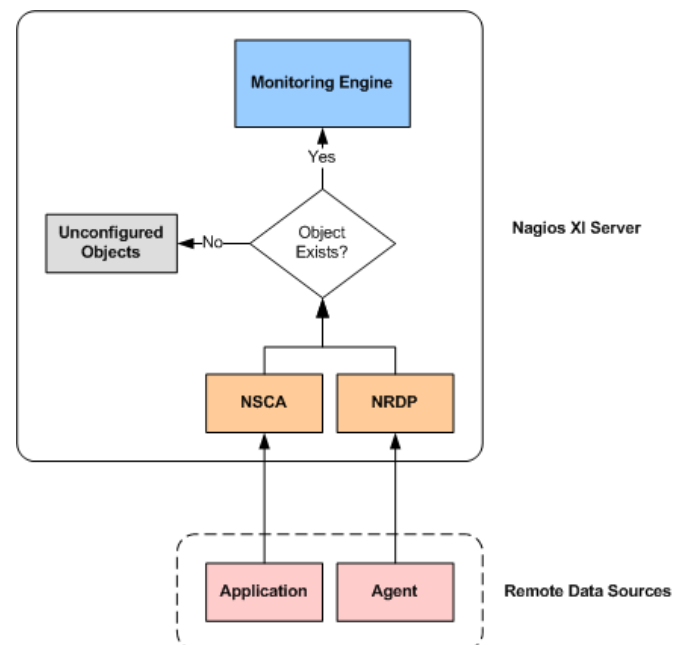 Monitoring Engine
Yes
Unconfigured
Objects
No
Object
Exists?
Nagios XI Server
NSCA
NRDP
Application
Agent
Remote Data Sources